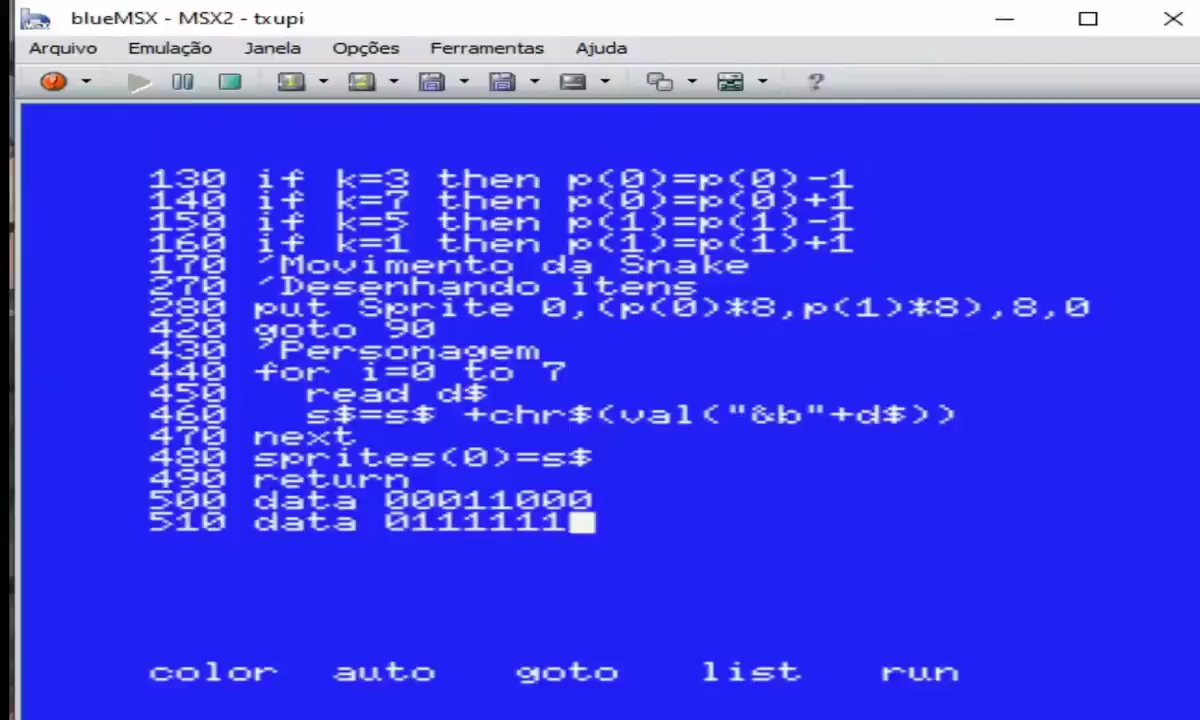 blueMSX - MSX2 - txupi
Arquivo Emulação Janela Opções Ferramentas Ajuda
130 if k=3 then p(0)=p(0)-1
140 if k=7 then p(0)=p(0)+1
150 if k=5 then p(1)=p(1)-1
160 if k=1 then p(1)=p(1)+1
170 'Movimento da Snake
270 'Desenhando itens
280 put Sprite 0,(p(0)*8,p(1)*8),8,0
420 goto 90
430 'Personagem
440 for i=0 to 7
450 read d$
460 s$=s$ +chr$(val("&b"+d$))
470 next
480 sprites(0)=s$
490 return
500 data 00011000
510 data 0111111
color auto goto list run